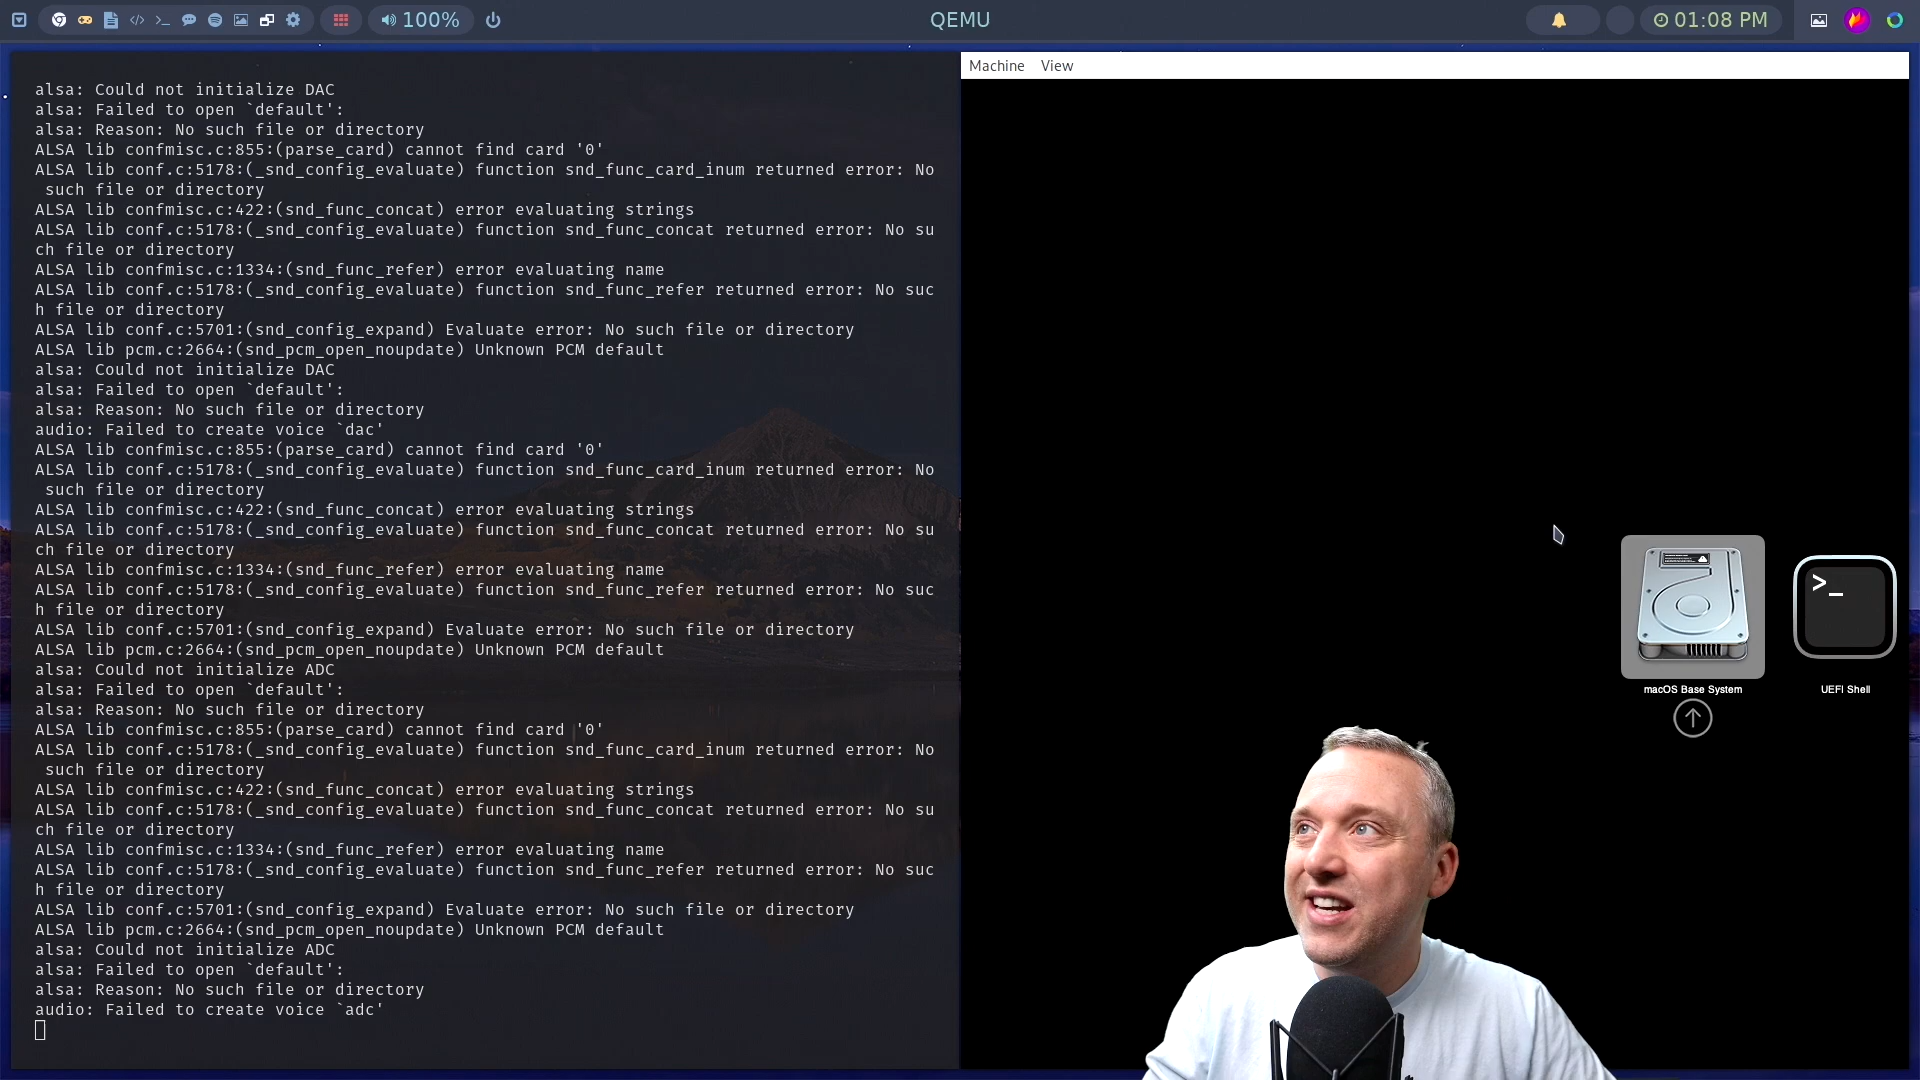 100%
QEMU
01:08 PM
alsa: Could not initialize DAC
alsa: Failed to open `default':
alsa: Reason: No such file or directory
ALSA lib confmisc.c:855:(parse_card) cannot find card '0'
ALSA lib conf.c:5178:(_snd_config_evaluate) function snd_func_card_inum returned error: No
such file or directory
ALSA lib confmisc.c:422:(snd_func_concat) error evaluating strings
ALSA lib conf.c:5178:(_snd_config_evaluate) function snd_func_concat returned error: No su
ch file or directory
ALSA lib confmisc.c:1334:(snd_func_refer) error evaluating name
ALSA lib conf.c:5178:(_snd_config_evaluate) function snd_func_refer returned error: No suc
h file or directory
ALSA lib conf.c:5701:(snd_config_expand) Evaluate error: No such file or directory
ALSA lib pcm.c:2664:(snd_pcm_open_noupdate) Unknown PCM default
alsa: Could not initialize DAC
alsa: Failed to open `default':
alsa: Reason: No such file or directory
audio: Failed to create voice `dac'
ALSA lib confmisc.c:855:(parse_card) cannot find card '0'
ALSA lib conf.c:5178:(_snd_config_evaluate) function snd_func_card_inum returned error: No
such file or directory
ALSA lib confmisc.c:422:(snd_func_concat) error evaluating strings
ALSA lib conf.c:5178:(_snd_config_evaluate) function snd_func_concat returned error: No su
ch file or directory
ALSA lib confmisc.c:1334:(snd_func_refer) error evaluating name
ALSA lib conf.c:5178:(_snd_config_evaluate) function snd_func_refer returned error: No suc
h file or directory
ALSA lib conf.c:5701:(snd_config_expand) Evaluate error: No such file or directory
ALSA lib pcm.c:2664:(snd_pcm_open_noupdate) Unknown PCM default
alsa: Could not initialize ADC
alsa: Failed to open `default':
alsa: Reason: No such file or directory
ALSA lib confmisc.c:855:(parse_card) cannot find card '0'
ALSA lib conf.c:5178:(_snd_config_evaluate) function snd_func_card_inum returned error: No
such file or directory
ALSA lib confmisc.c:422:(snd_func_concat) error evaluating strings
ALSA lib conf.c:5178:(_snd_config_evaluate) function snd_func_concat returned error: No su
ch file or directory
ALSA lib confmisc.c:1334:(snd_func_refer) error evaluating name
ALSA lib conf.c:5178:(_snd_config_evaluate) function snd_func_refer returned error: No suc
h file or directory
ALSA lib conf.c:5701:(snd_config_expand) Evaluate error: No such file or directory
ALSA lib pcm.c:2664:(snd_pcm_open_noupdate) Unknown PCM default
alsa: Could not initialize ADC
alsa: Failed to open `default':
alsa: Reason: No such file or directory
audio: Failed to create voice `adc'
Machine View
>_
macOS Base System
UEFI Shell